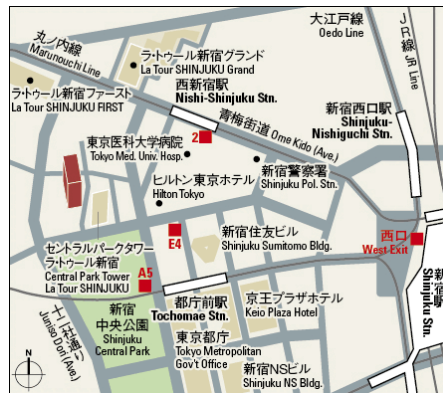 大江戸線
Oedo Line
JR線
JR Line
丸ノ内線
Marunouchi Line
ラ・トゥール新宿グランド
La Tour SHINJUKU Grand
西新宿駅
Nishi-Shinjuku Stn.
ラ・トゥール新宿ファースト
La Tour SHINJUKU FIRST
青梅街道 Ome Kido (Ave.)
新宿西口駅
Shinjuku-
Nishiguchi Stn.
2
東京医科大学病院
Tokyo Med. Univ. Hosp.
新宿警察署
Shinjuku Pol. Stn.
ヒルトン東京ホテル
Hilton Tokyo
E4
新宿住友ビル
Shinjuku Sumitomo Bldg.
西口
West Exit
セントラルパークタワー
ラ・トゥール新宿
Central Park Tower
La Tour SHINJUKU
A5
新宿駅
Shinjuku Stn.
都庁前駅
Tochomae Stn.
京王プラザホテル
Keio Plaza Hotel
新宿
中央公園
Shinjuku
Central Park
十二社通り
Juniso Dori (Ave.)
東京都庁
Tokyo Metropolitan
Gov't Office
新宿NSビル
Shinjuku NS Bldg.
N